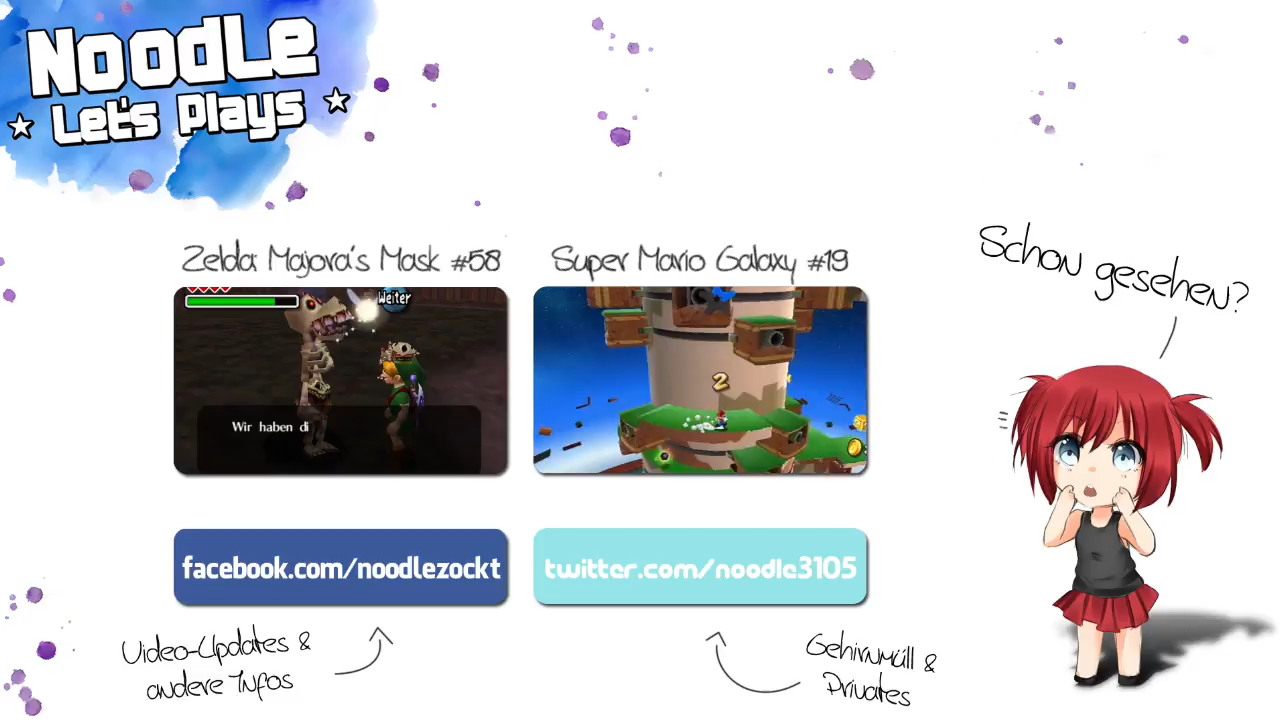 Noodle
Let's Plays
Zelda Majora's Mask #58
Super Mario Galaxy #19
Schon gesehen?
Weiter
Wir haben di
2
facebook.com/noodlezockt
twitter.com/noodle3105
Video-Updates &
andere Infos
Gehirnmüll &
Privates